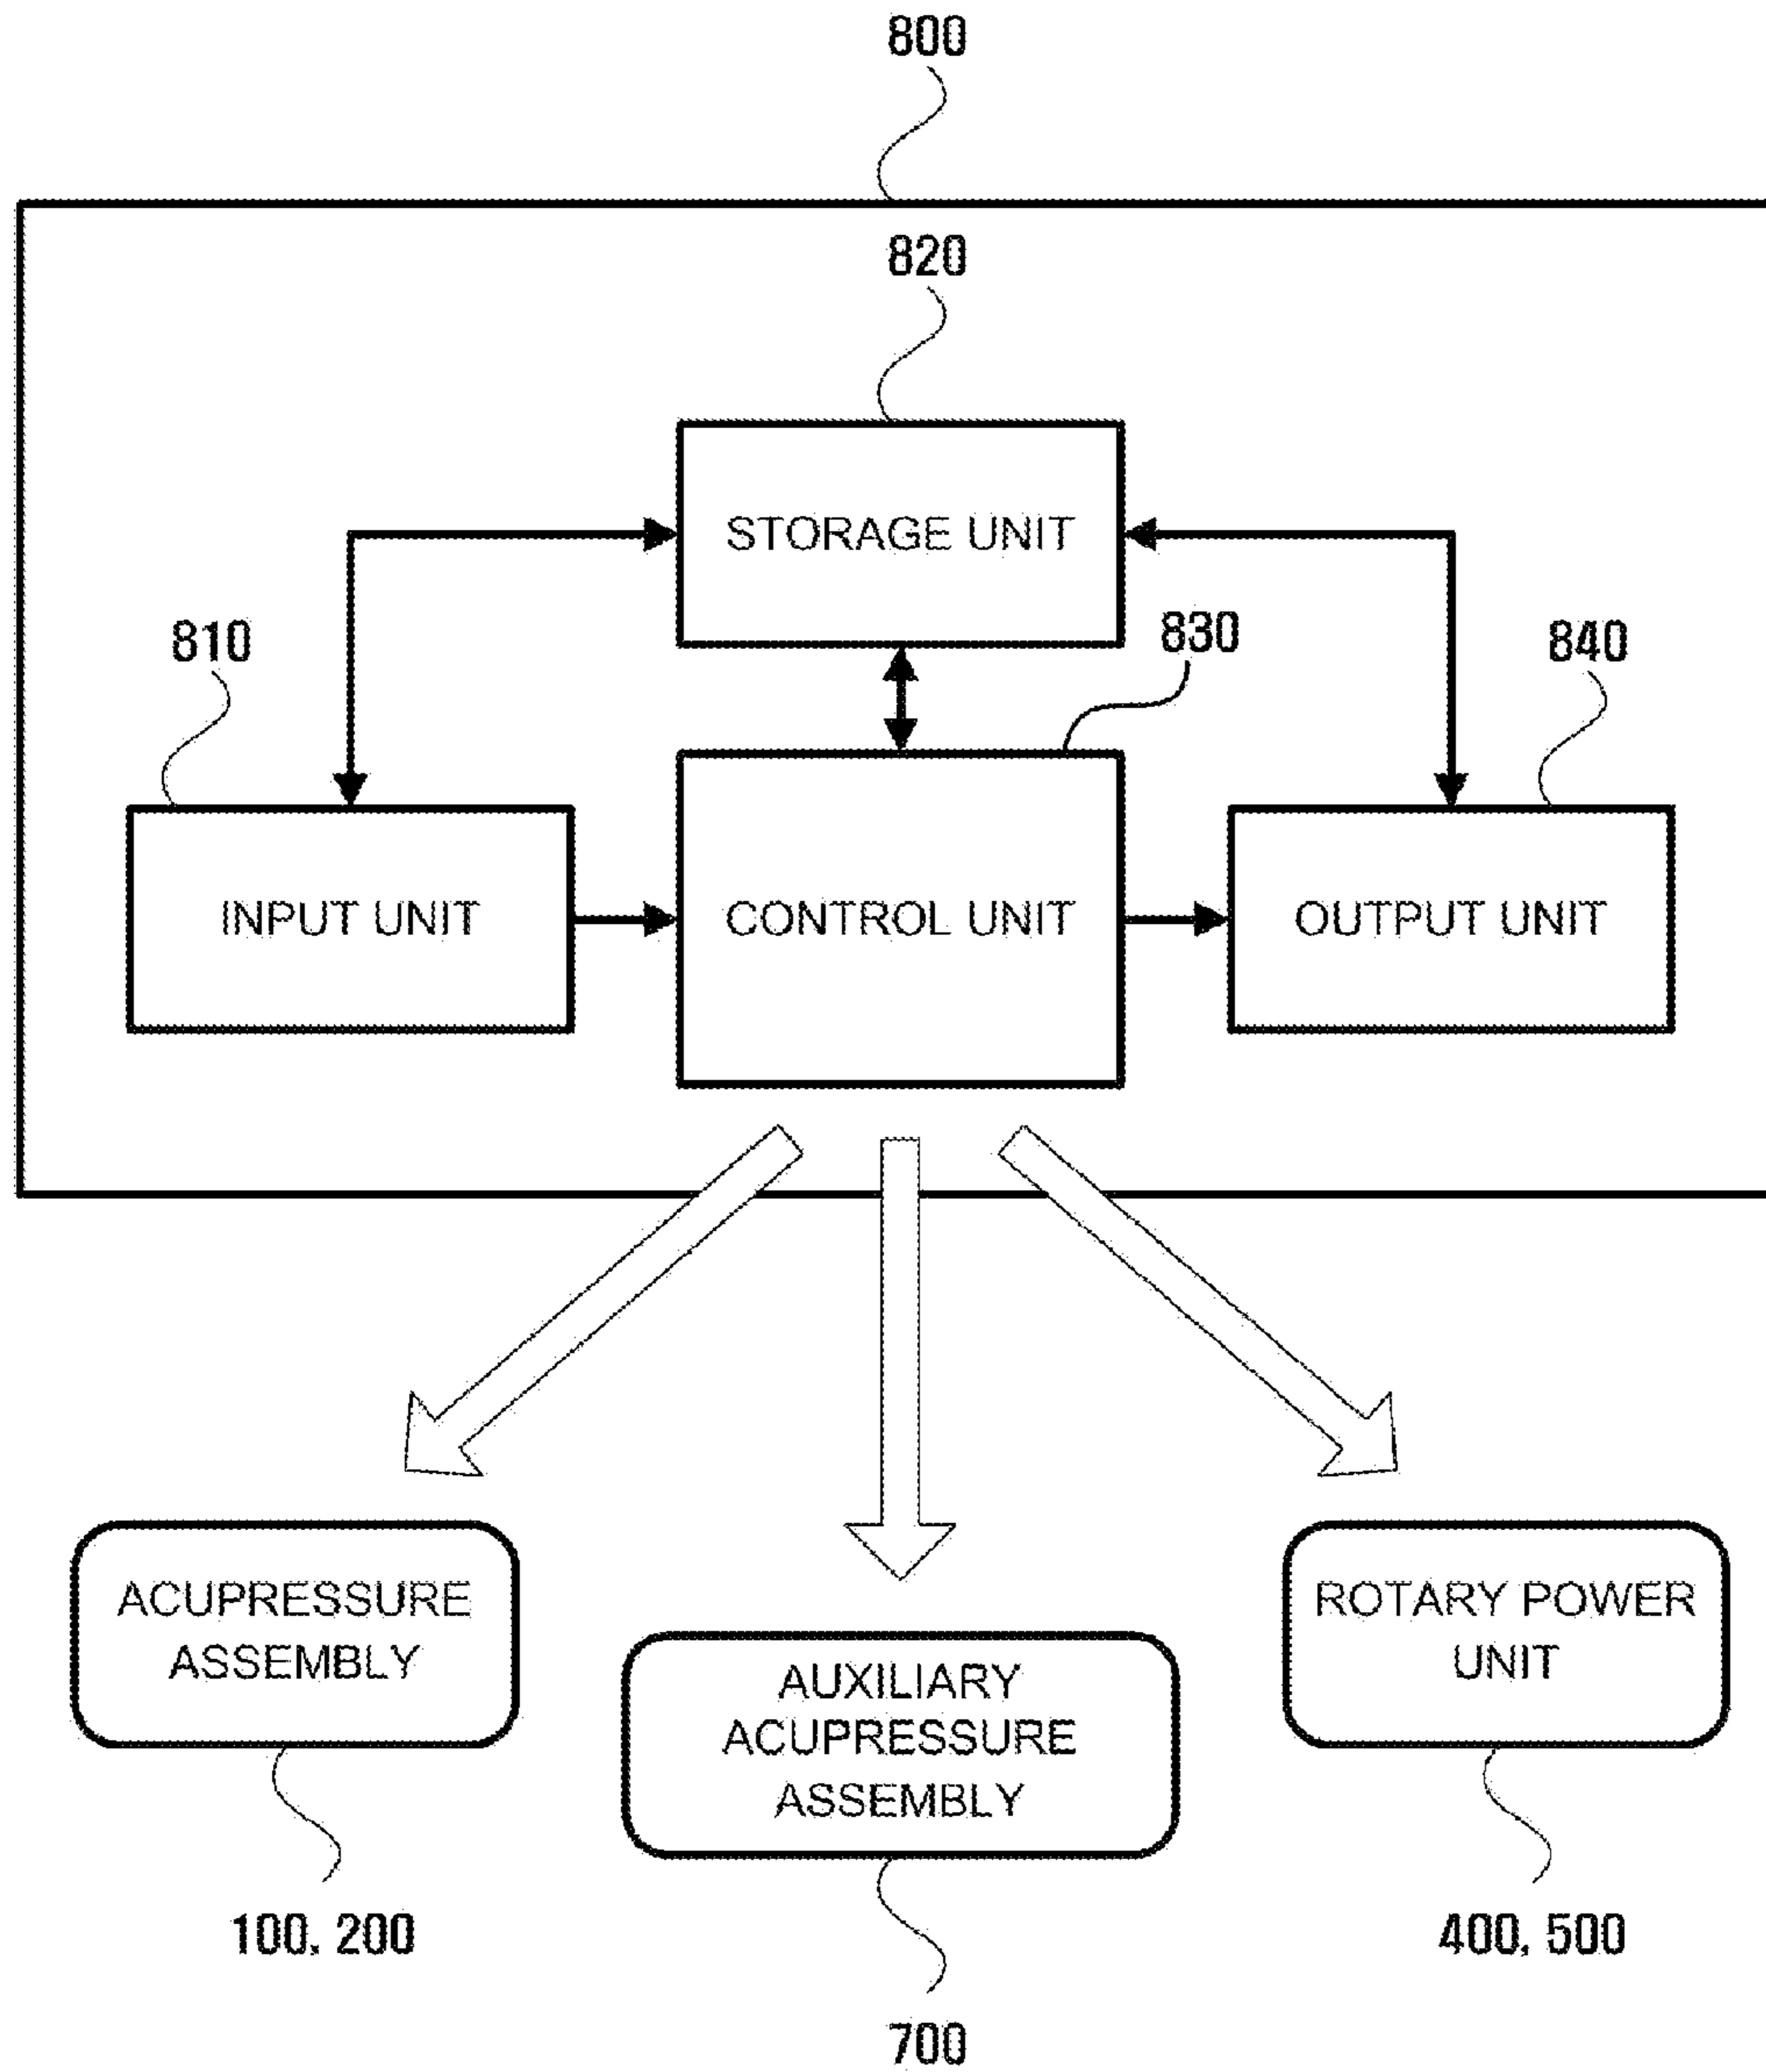 800
820
STORAGE UNIT
810
830
840
INPUT UNIT
CONTROL UNIT
OUTPUT UNIT
ACUPRESSURE
ASSEMBLY
AUXILIARY
ACUPRESSURE
ASSEMBLY
ROTARY POWER
UNIT
100, 200
700
400, 500